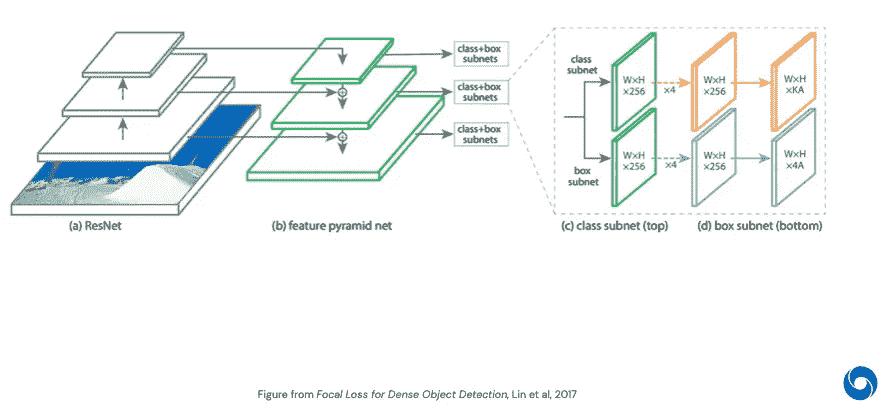 class+box
subnets
class+box
subnets
class+box
subnets
class
subnet
W×H
×256
×4
W×H
×256
W×H
×KA
W×H
×256
×4
W×H
×256
W×H
×4A
box
subnet
(a) ResNet
(b) feature pyramid net
(c) class subnet (top)
(d) box subnet (bottom)
Figure from Focal Loss for Dense Object Detection, Lin et al, 2017